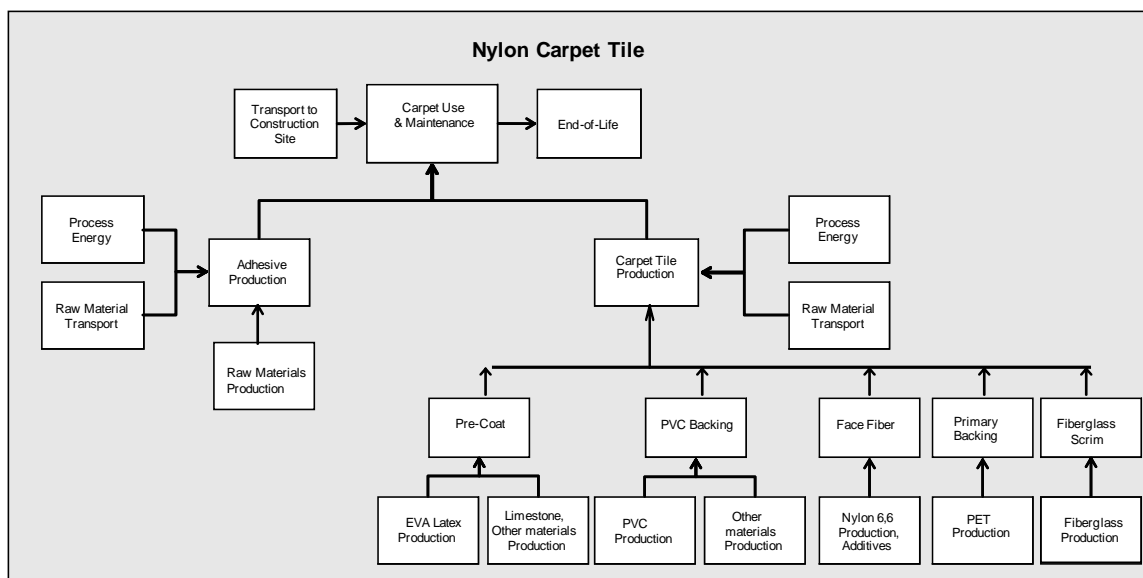 Nylon Carpet Tile
Transport to
Construction
Site
Carpet Use
& Maintenance
End-of-Life
Process
Energy
Raw Material
Transport
Adhesive
Production
Raw Materials
Production
Carpet Tile
Production
Process
Energy
Raw Material
Transport
Pre-Coat
PVC Backing
Face Fiber
Primary
Backing
Fiberglass
Scrim
EVA Latex
Production
Limestone,
Other materials
Production
PVC
Production
Other
materials
Production
Nylon 6,6
Production,
Additives
PET
Production
Fiberglass
Production